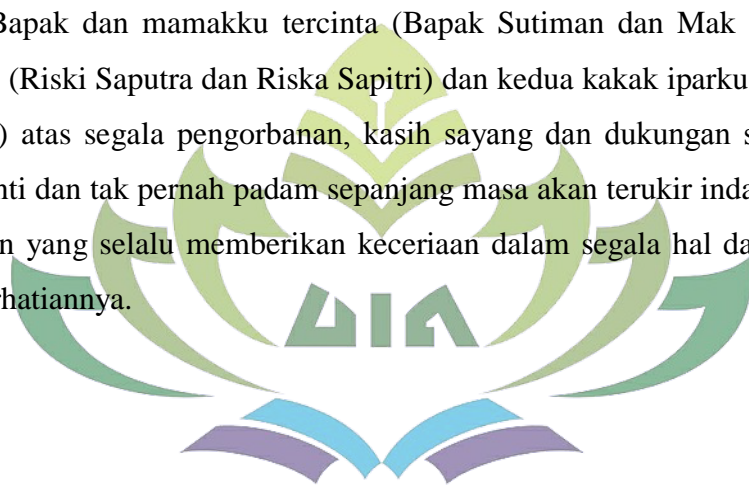 Bapak dan mamakku tercinta (Bapak Sutiman dan Mak
(Riski Saputra dan Riska Sapitri) dan kedua kakak iparku
) atas segala pengorbanan, kasih sayang dan dukungan
nti dan tak pernah padam sepanjang masa akan terukir inda
n yang selalu memberikan keceriaan dalam segala hal da
rhatiannya.
UIN